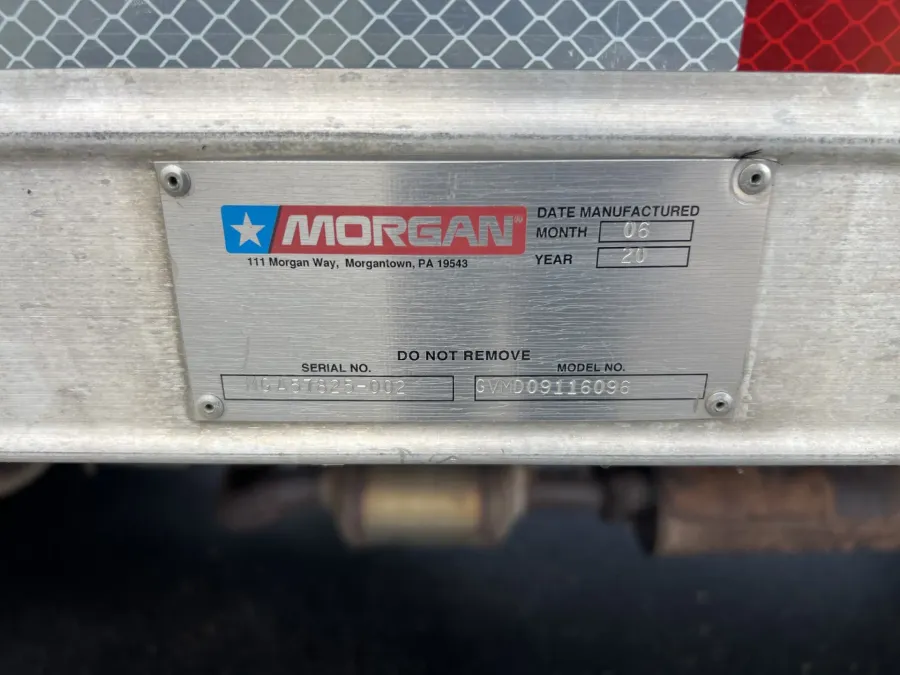 MORGAN®
111 Morgan Way, Morgantown, PA 19543
DATE MANUFACTURED
MONTH 06
YEAR 20
DO NOT REMOVE
SERIAL NO.
MODEL NO.
GVMD09116096